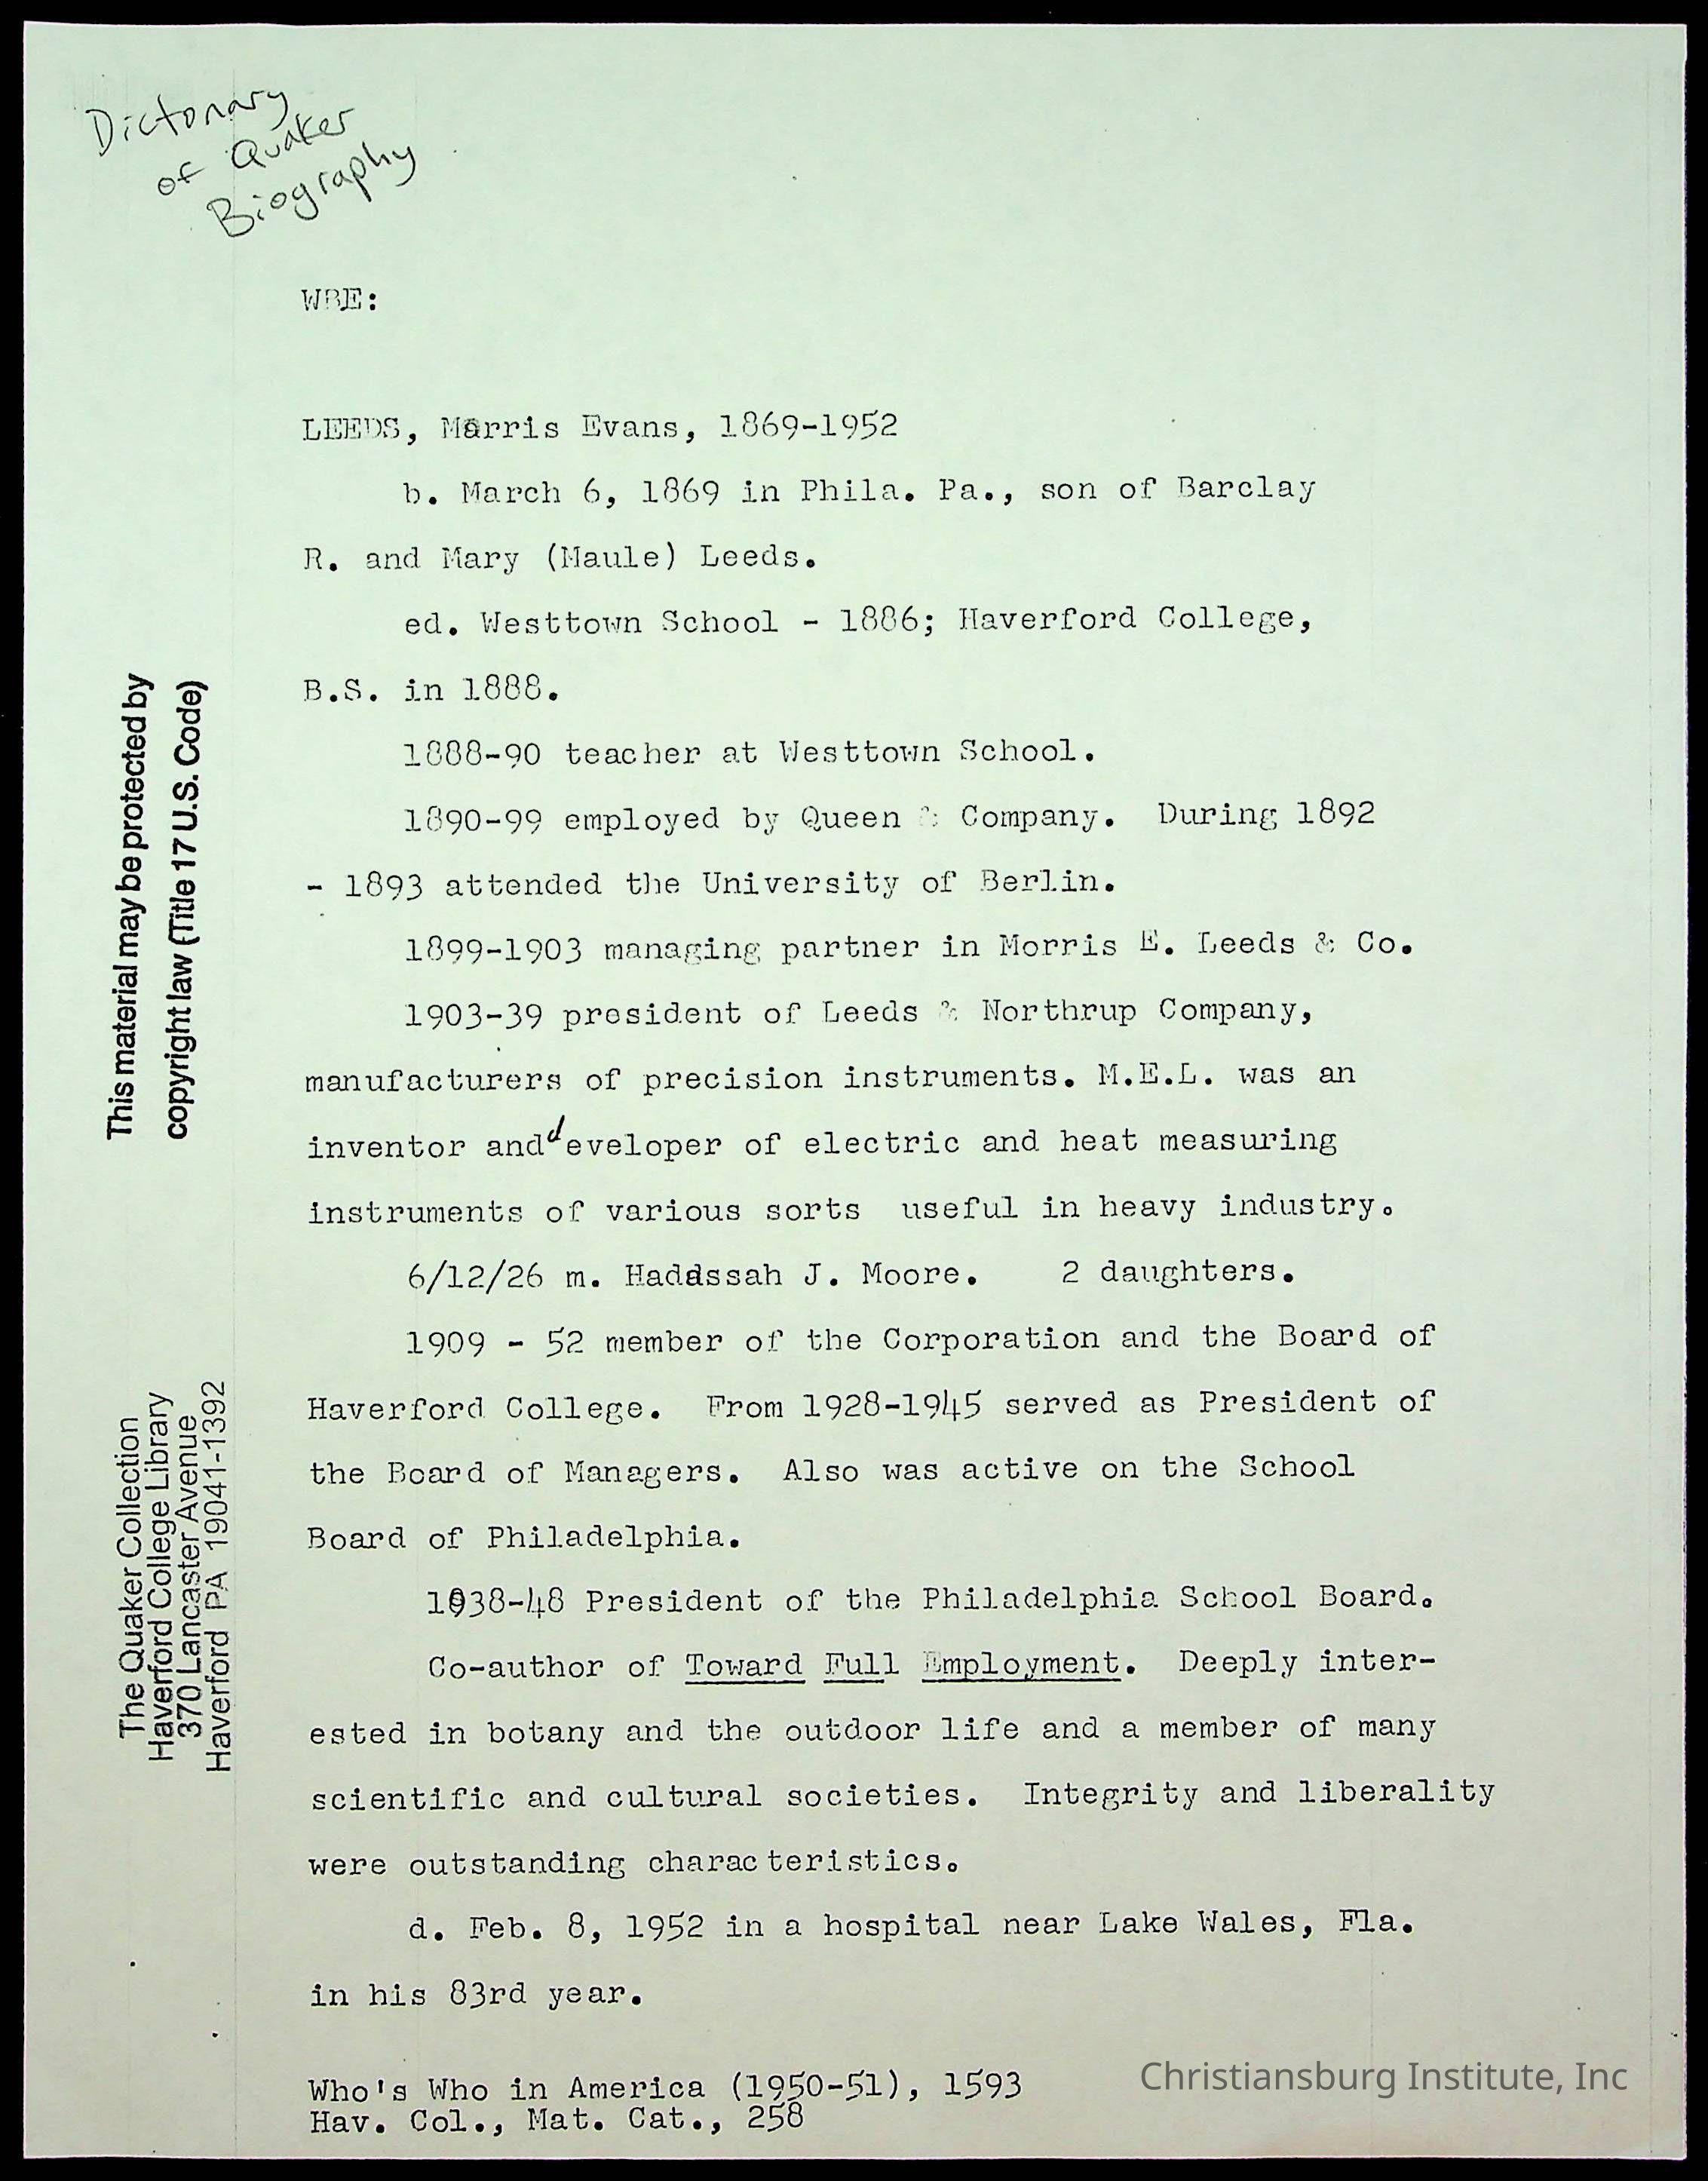 Dictonary
of Quaker
Biography
WBE:
LEEDS, Morris Evans, 1869-1952
b. March 6, 1869 in Phila. Pa., son of Barclay
R. and Mary (Maule) Leeds.
ed. Westtown School - 1886; Haverford College,
B.S. in 1888.
1888-90 teacher at Westtown School.
1890-99 employed by Queen & Company. During 1892
- 1893 attended the University of Berlin.
1899-1903 managing partner in Morris E. Leeds & Co.
1903-39 president of Leeds & Northrup Company,
manufacturers of precision instruments. M.E.L. was an
inventor and developer of electric and heat measuring
instruments of various sorts useful in heavy industry.
6/12/26 m. Hadassah J. Moore. 2 daughters.
1909 - 52 member of the Corporation and the Board of
Haverford College. From 1928-1945 served as President of
the Board of Managers. Also was active on the School
Board of Philadelphia.
1938-48 President of the Philadelphia School Board.
Co-author of Toward Full Employment. Deeply inter-
ested in botany and the outdoor life and a member of many
scientific and cultural societies. Integrity and liberality
were outstanding characteristics.
d. Feb. 8, 1952 in a hospital near Lake Wales, Fla.
in his 83rd year.
Who's Who in America (1950-51), 1593
Hav. Col., Mat. Cat., 258
This material may be protected by
copyright law (Title 17 U.S. Code)
The Quaker Collection
Haverford College Library
370 Lancaster Avenue
Haverford PA 19041-1392
Christiansburg Institute, Inc